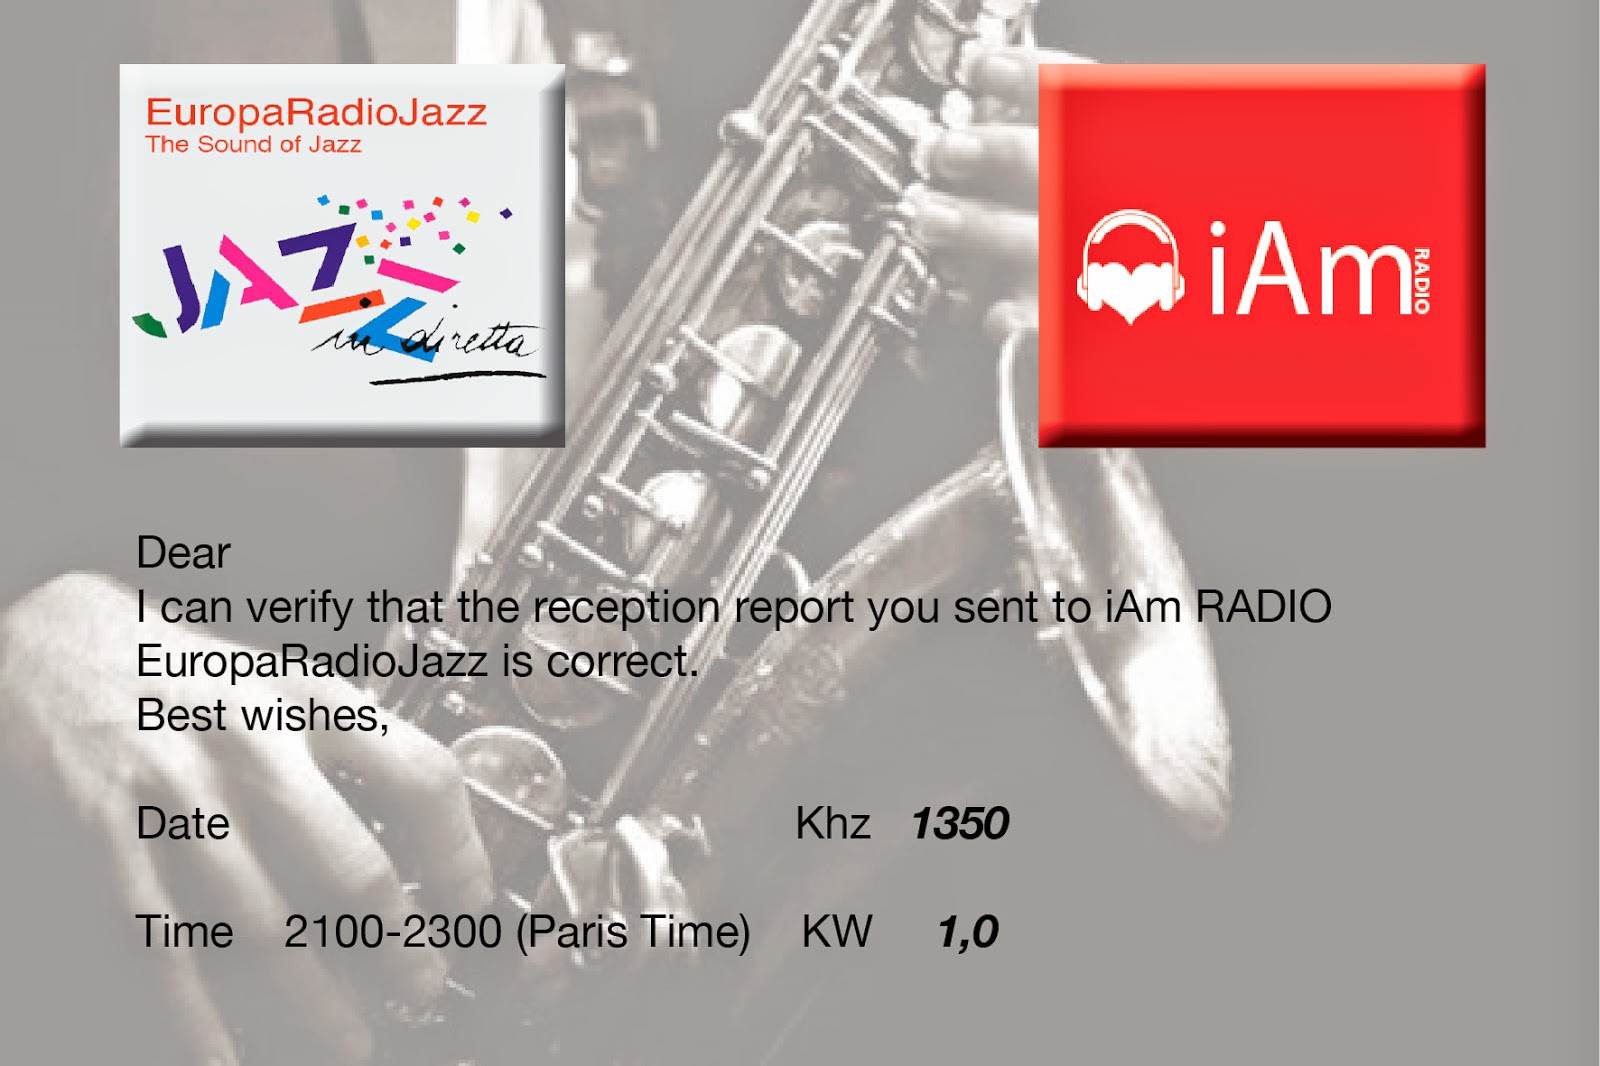 EuropaRadioJazz
The Sound of Jazz
JAZZ
in diretta
iAm
RADIO
Dear
I can verify that the reception report you sent to iAm RADIO
EuropaRadioJazz is correct.
Best wishes,
Date
Khz 1350
Time 2100-2300 (Paris Time) KW 1,0